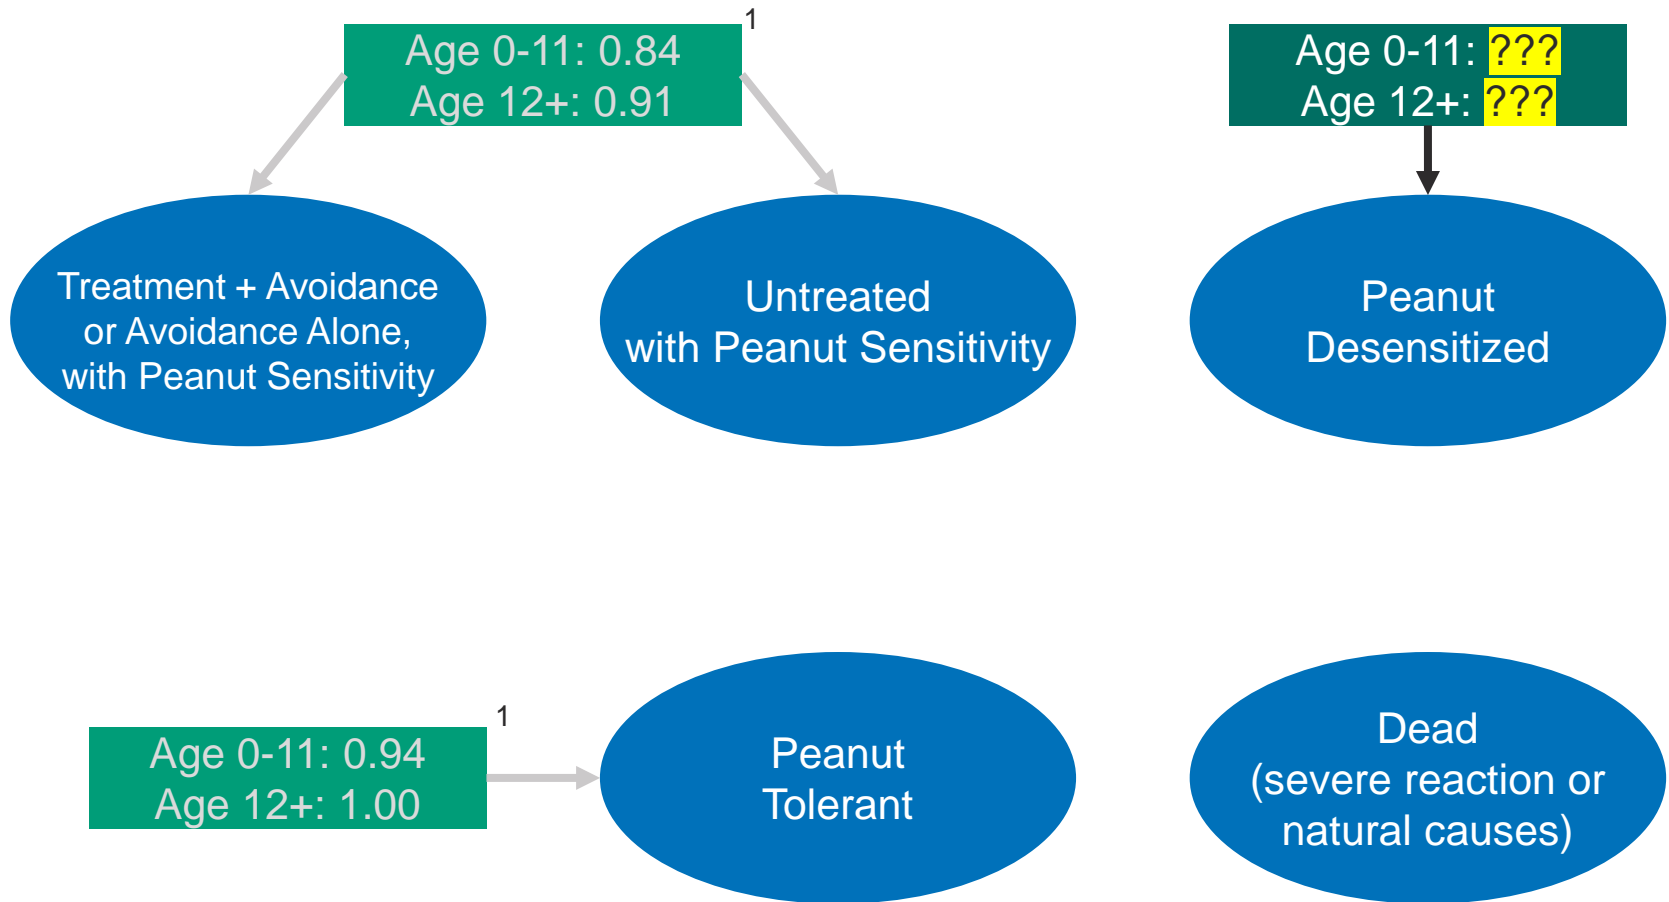 1
Age 0-11: 0.84
Age 12+: 0.91
Age 0-11: ???
Age 12+: ???
Treatment + Avoidance
or Avoidance Alone,
with Peanut Sensitivity
Untreated
with Peanut Sensitivity
Peanut
Desensitized
1
Age 0-11: 0.94
Age 12+: 1.00
Peanut
Tolerant
Dead
(severe reaction or
natural causes)